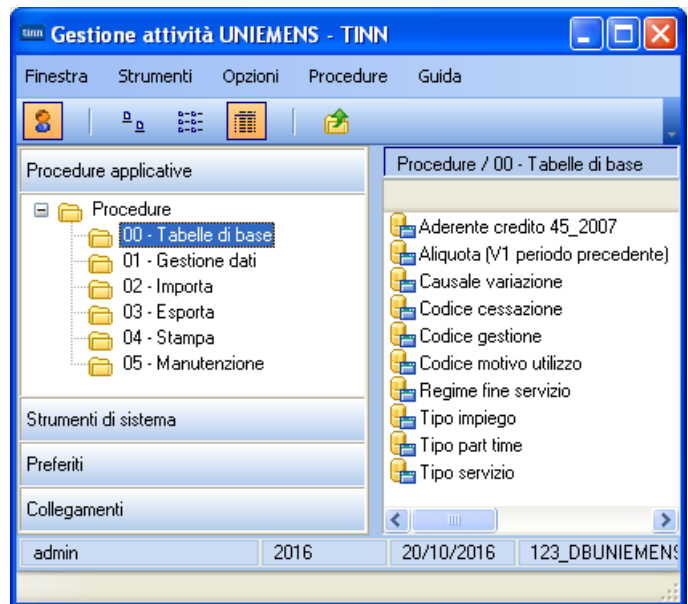 tinn Gestione attività UNIEMENS - TINN
Finestra Strumenti Opzioni Procedure Guida
Procedure applicative
Procedure
00 - Tabelle di base
01 - Gestione dati
02 - Importa
03 - Esporta
04 - Stampa
05 - Manutenzione
Strumenti di sistema
Preferiti
Collegamenti
Procedure / 00 - Tabelle di base
Aderente credito 45_2007
Aliquota (V1 periodo precedente)
Causale variazione
Codice cessazione
Codice gestione
Codice motivo utilizzo
Regime fine servizio
Tipo impiego
Tipo part time
Tipo servizio
admin 2016 20/10/2016 123_DBUNIEMENS